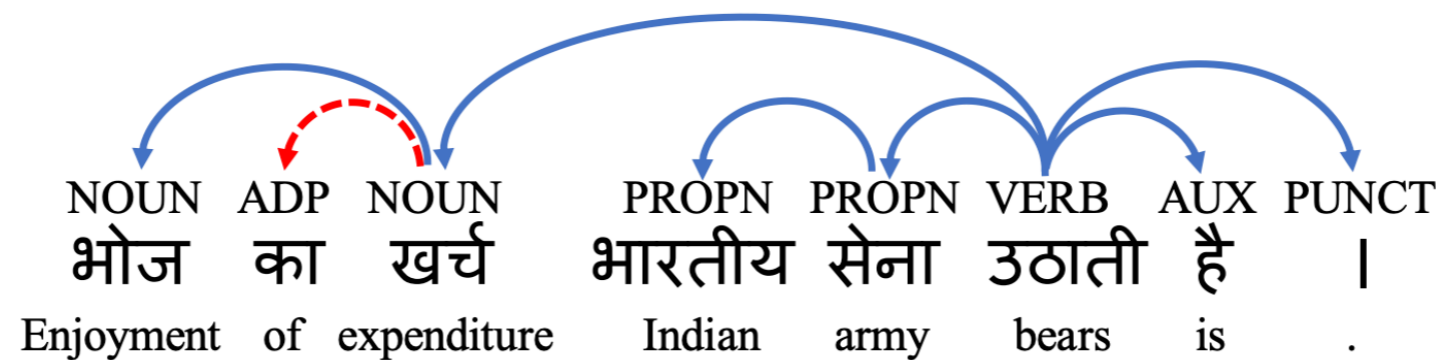 NOUN ADP NOUN PROPN PROPN VERB AUX PUNCT
भोज का खर्च भारतीय सेना उठाती है ।
Enjoyment of expenditure Indian army bears is .